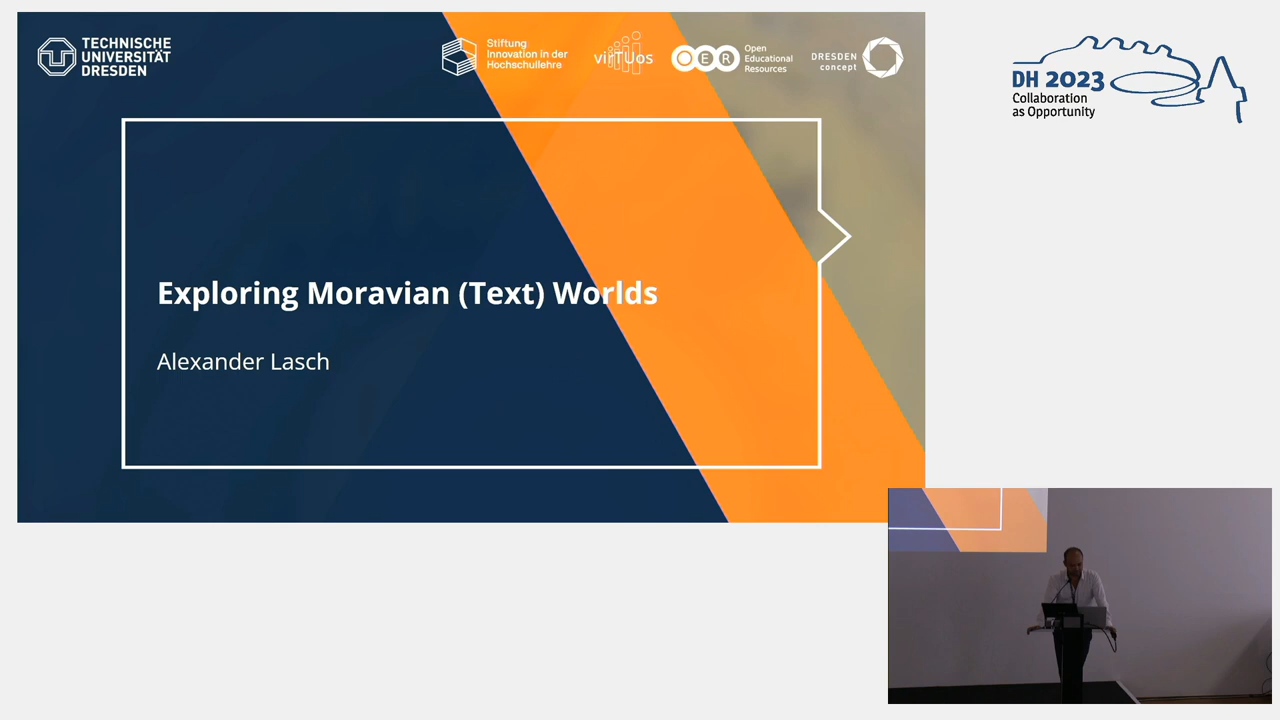 TECHNISCHE
UNIVERSITÄT
DRESDEN
Stiftung
Innovation in der
Hochschullehre
virTUos
OER
Open
Educational
Resources
DRESDEN
concept
Exploring Moravian (Text) Worlds
Alexander Lasch
DH 2023
Collaboration
as Opportunity